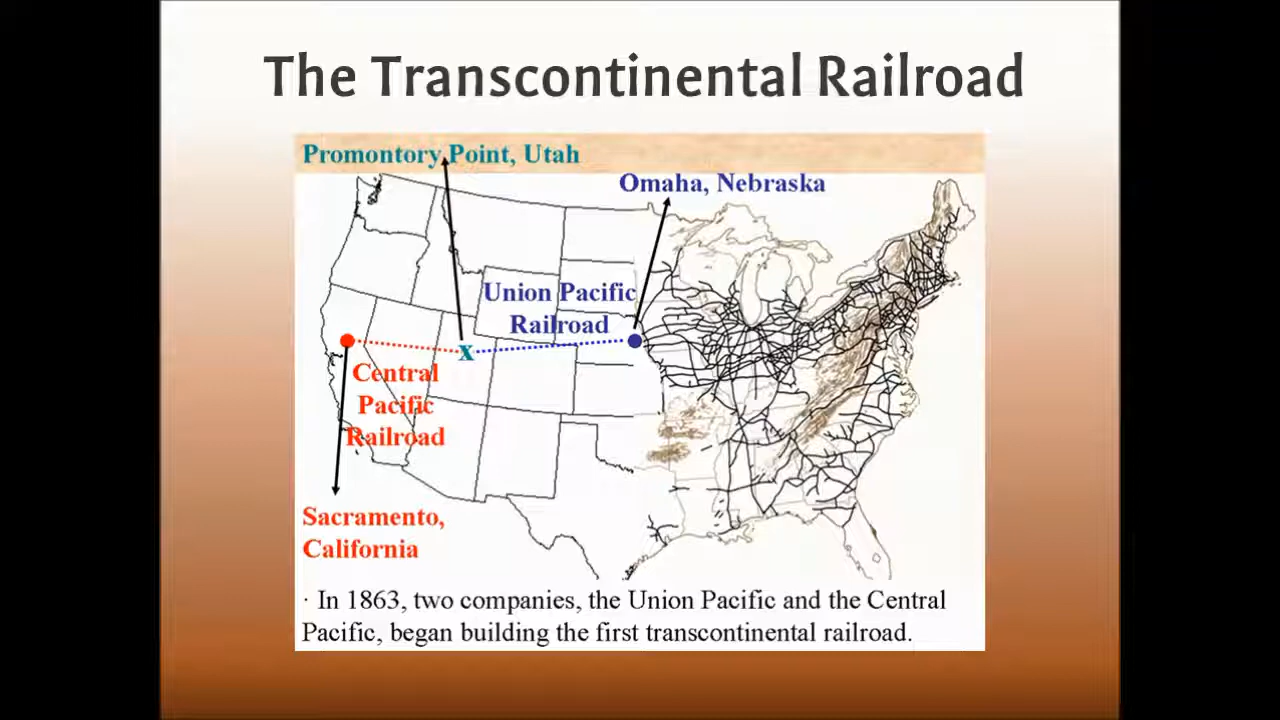 The Transcontinental Railroad
Promontory Point, Utah
Omaha, Nebraska
Union Pacific
Railroad
x
Central
Pacific
Railroad
Sacramento,
California
· In 1863, two companies, the Union Pacific and the Central
Pacific, began building the first transcontinental railroad.